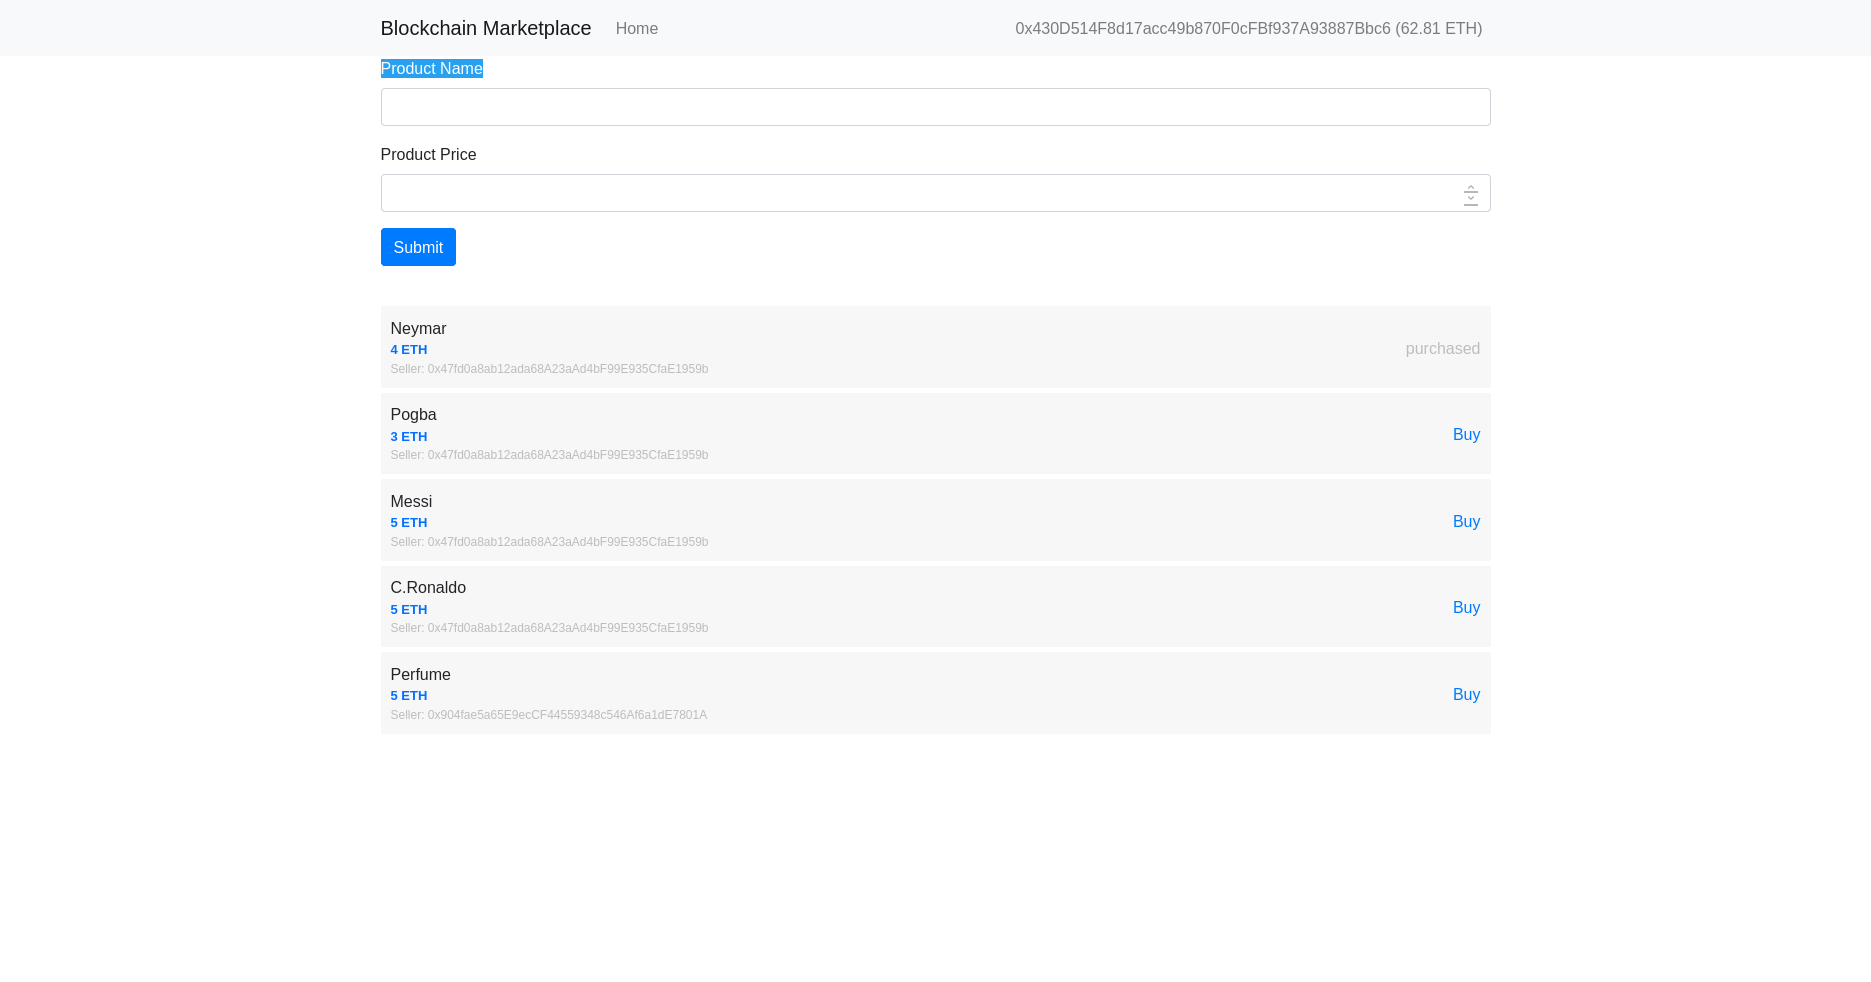 Blockchain Marketplace Home 0x430D514F8d17acc49b870F0cFBf937A93887Bbc6 (62.81 ETH)
Product Name
Product Price
Submit
Neymar
4 ETH
Seller: 0x47fd0a8ab12ada68A23aAd4bF99E935CfaE1959b
purchased
Pogba
3 ETH
Seller: 0x47fd0a8ab12ada68A23aAd4bF99E935CfaE1959b
Buy
Messi
5 ETH
Seller: 0x47fd0a8ab12ada68A23aAd4bF99E935CfaE1959b
Buy
C.Ronaldo
5 ETH
Seller: 0x47fd0a8ab12ada68A23aAd4bF99E935CfaE1959b
Buy
Perfume
5 ETH
Seller: 0x904fae5a65E9ecCF44559348c546Af6a1dE7801A
Buy